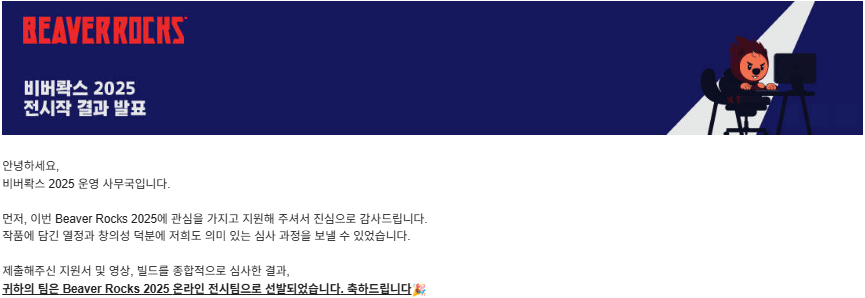 BEAVERROCKS
비버롹스 2025
전시작 결과 발표
안녕하세요,
비버롹스 2025 운영 사무국입니다.
먼저, 이번 Beaver Rocks 2025에 관심을 가지고 지원해 주셔서 진심으로 감사드립니다.
작품에 담긴 열정과 창의성 덕분에 저희도 의미 있는 심사 과정을 보낼 수 있었습니다.
제출해주신 지원서 및 영상, 빌드를 종합적으로 심사한 결과,
귀하의 팀은 Beaver Rocks 2025 온라인 전시팀으로 선발되었습니다. 축하드립니다🎉